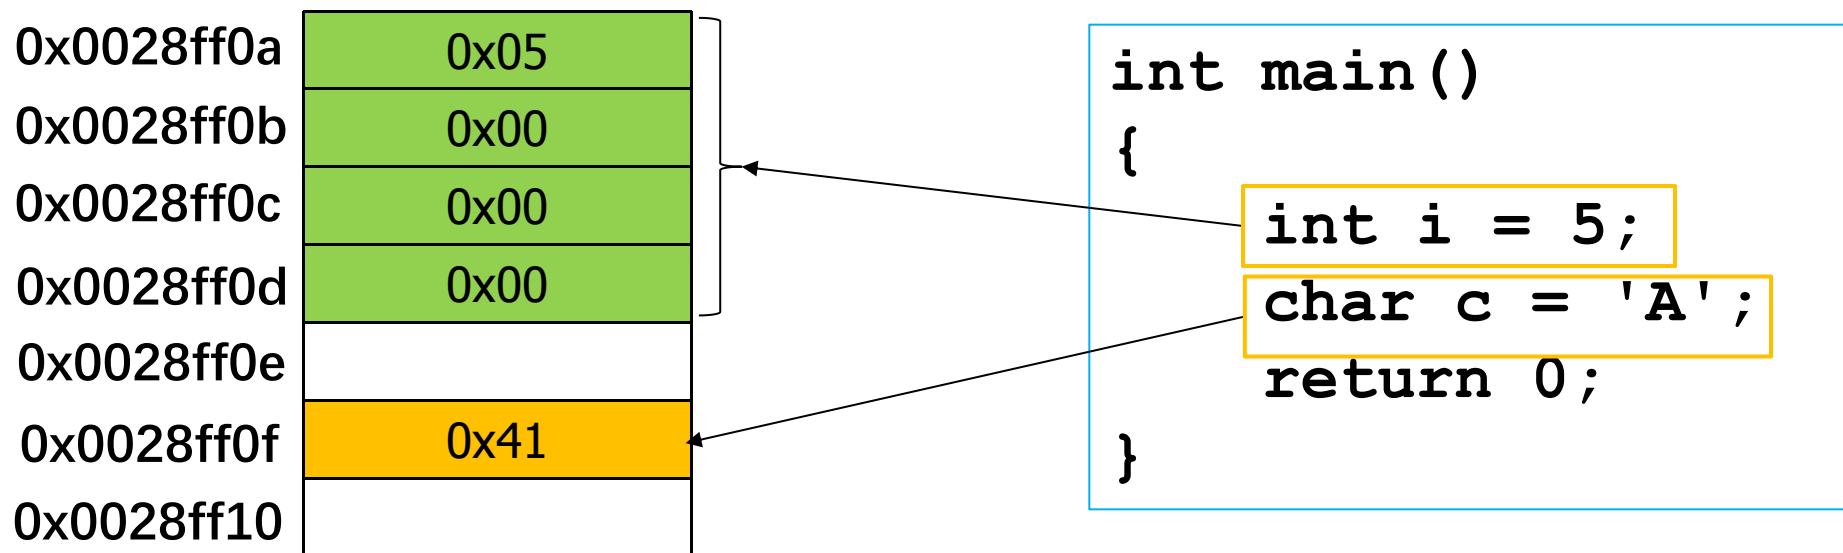 0x0028ff0a 0x05
0x0028ff0b 0x00
0x0028ff0c 0x00
0x0028ff0d 0x00
0x0028ff0e
0x0028ff0f 0x41
0x0028ff10
int main()
{
int i = 5;
char c = 'A';
return 0;
}